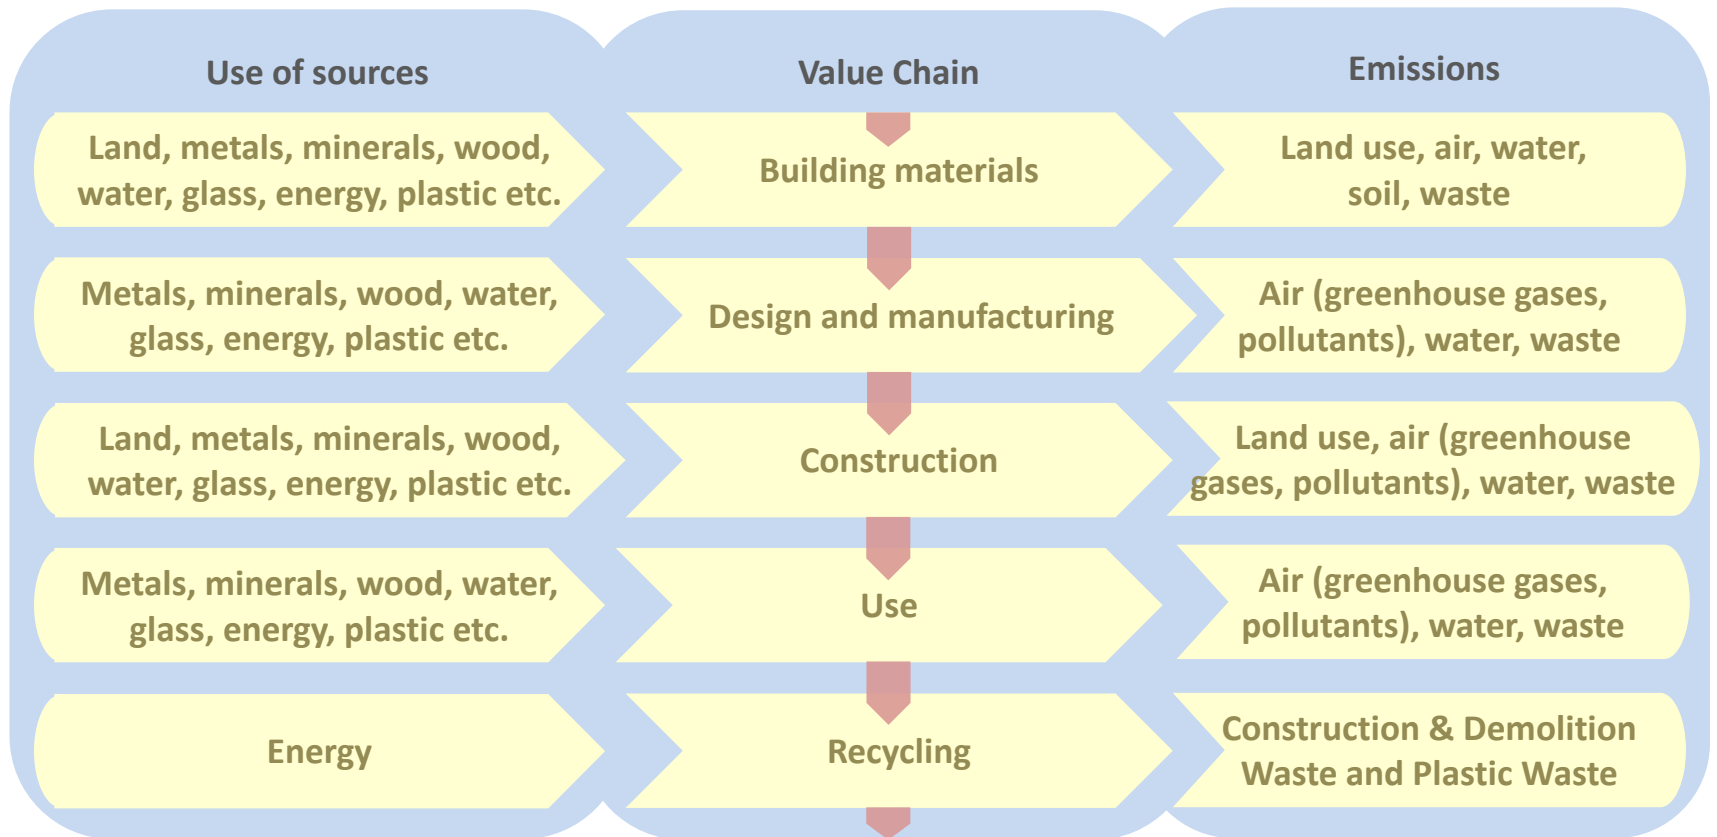 Use of sources
Value Chain
Emissions
Land, metals, minerals, wood,
water, glass, energy, plastic etc.
Building materials
Land use, air, water,
soil, waste
Metals, minerals, wood, water,
glass, energy, plastic etc.
Design and manufacturing
Air (greenhouse gases,
pollutants), water, waste
Land, metals, minerals, wood,
water, glass, energy, plastic etc.
Construction
Land use, air (greenhouse
gases, pollutants), water, waste
Metals, minerals, wood, water,
glass, energy, plastic etc.
Use
Air (greenhouse gases,
pollutants), water, waste
Energy
Recycling
Construction & Demolition
Waste and Plastic Waste